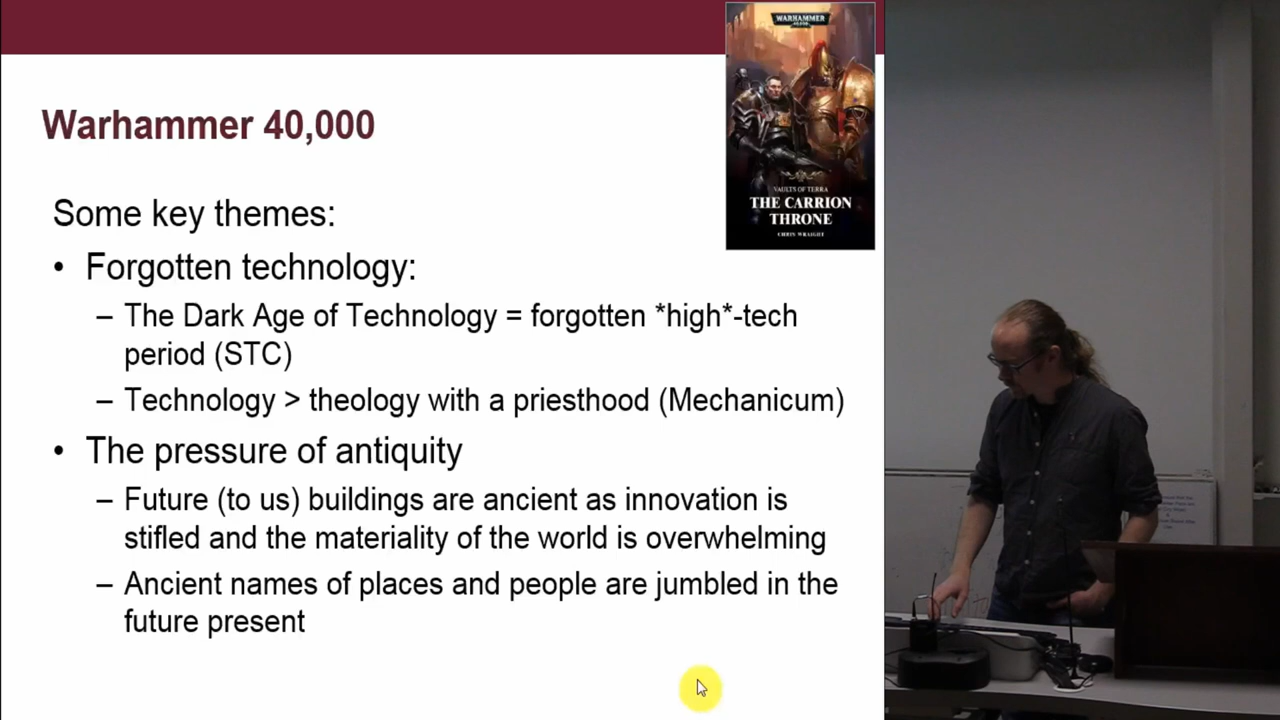 WARHAMMER
40,000
VAULTS OF TERRA
THE CARRION
THRONE
CHRIS WRAIGHT
Warhammer 40,000
Some key themes:
• Forgotten technology:
– The Dark Age of Technology = forgotten *high*-tech
period (STC)
– Technology > theology with a priesthood (Mechanicum)
• The pressure of antiquity
– Future (to us) buildings are ancient as innovation is
stifled and the materiality of the world is overwhelming
– Ancient names of places and people are jumbled in the
future present